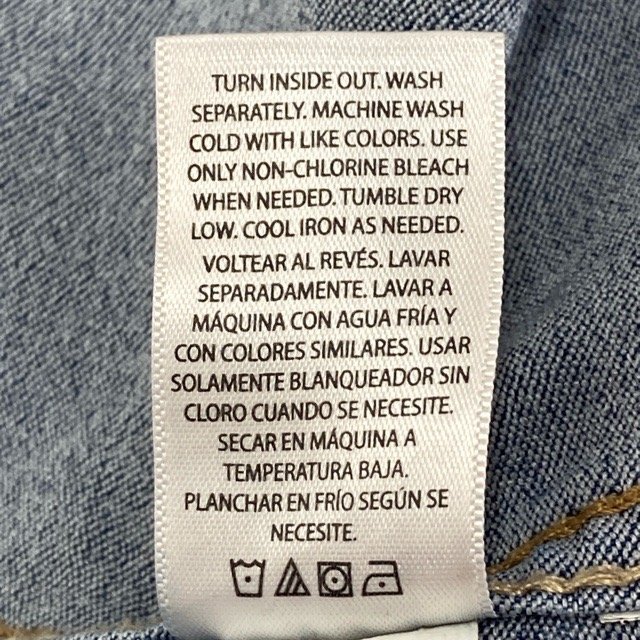 TURN INSIDE OUT. WASH
SEPARATELY. MACHINE WASH
COLD WITH LIKE COLORS. USE
ONLY NON-CHLORINE BLEACH
WHEN NEEDED. TUMBLE DRY
LOW. COOL IRON AS NEEDED.
VOLTEAR AL REVÉS. LAVAR
SEPARADAMENTE. LAVAR A
MÁQUINA CON AGUA FRÍA Y
CON COLORES SIMILARES. USAR
SOLAMENTE BLANQUEADOR SIN
CLORO CUANDO SE NECESITE.
SECAR EN MÁQUINA A
TEMPERATURA BAJA.
PLANCHAR EN FRÍO SEGÚN SE
NECESITE.